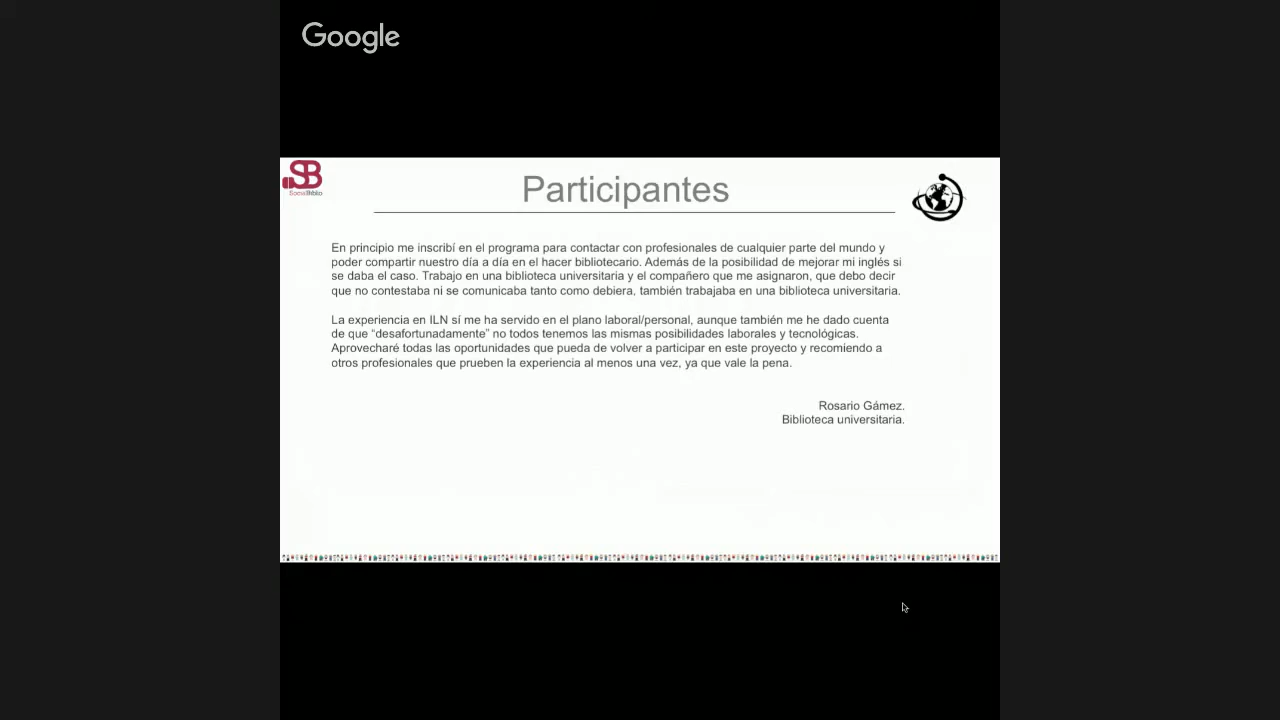 Google
SB
SocialBiblio
Participantes
En principio me inscribí en el programa para contactar con profesionales de cualquier parte del mundo y
poder compartir nuestro día a día en el hacer bibliotecario. Además de la posibilidad de mejorar mi inglés si
se daba el caso. Trabajo en una biblioteca universitaria y el compañero que me asignaron, que debo decir
que no contestaba ni se comunicaba tanto como debiera, también trabajaba en una biblioteca universitaria.
La experiencia en ILN sí me ha servido en el plano laboral/personal, aunque también me he dado cuenta
de que “desafortunadamente” no todos tenemos las mismas posibilidades laborales y tecnológicas.
Aprovecharé todas las oportunidades que pueda de volver a participar en este proyecto y recomiendo a
otros profesionales que prueben la experiencia al menos una vez, ya que vale la pena.
Rosario Gámez.
Biblioteca universitaria.